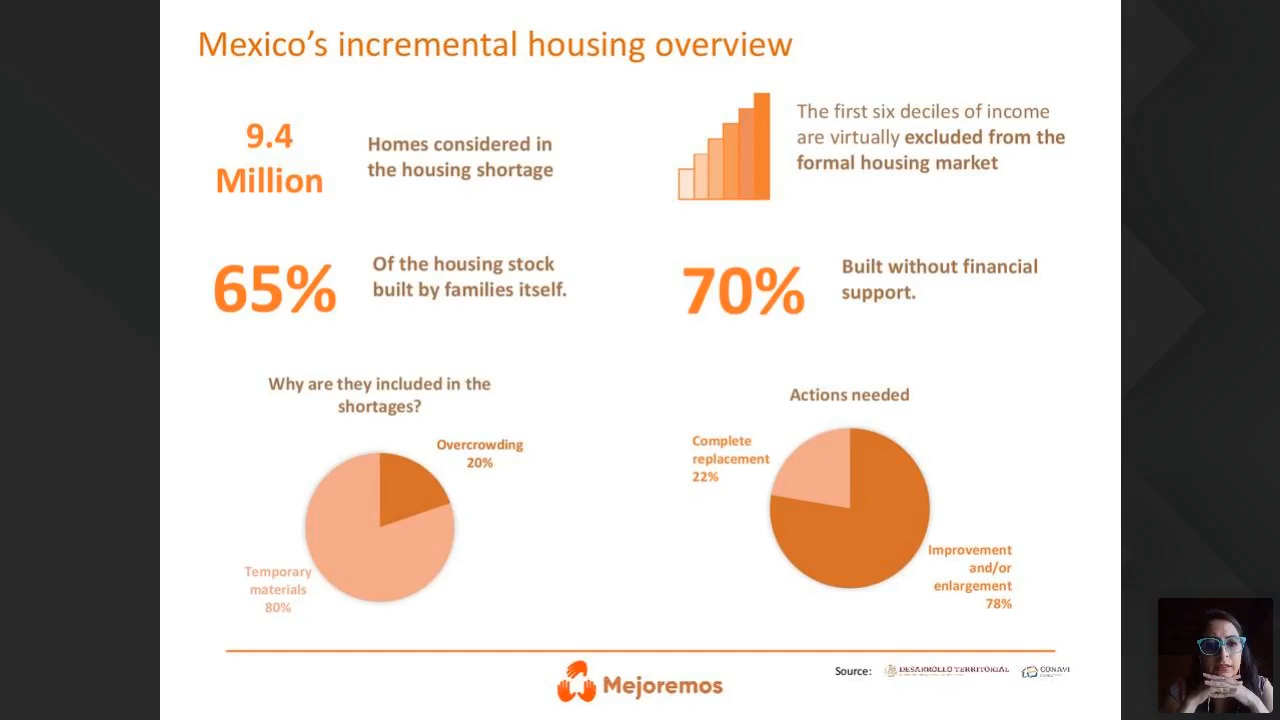 Mexico's incremental housing overview
9.4
Million
Homes considered in
the housing shortage
The first six deciles of income
are virtually excluded from the
formal housing market
65%
Of the housing stock
built by families itself.
70%
Built without financial
support.
Why are they included in the
shortages?
Overcrowding
20%
Temporary
materials
80%
Actions needed
Complete
replacement
22%
Improvement
and/or
enlargement
78%
Mejoremos
Source:
DESARROLLO TERRITORIAL
CONAVI